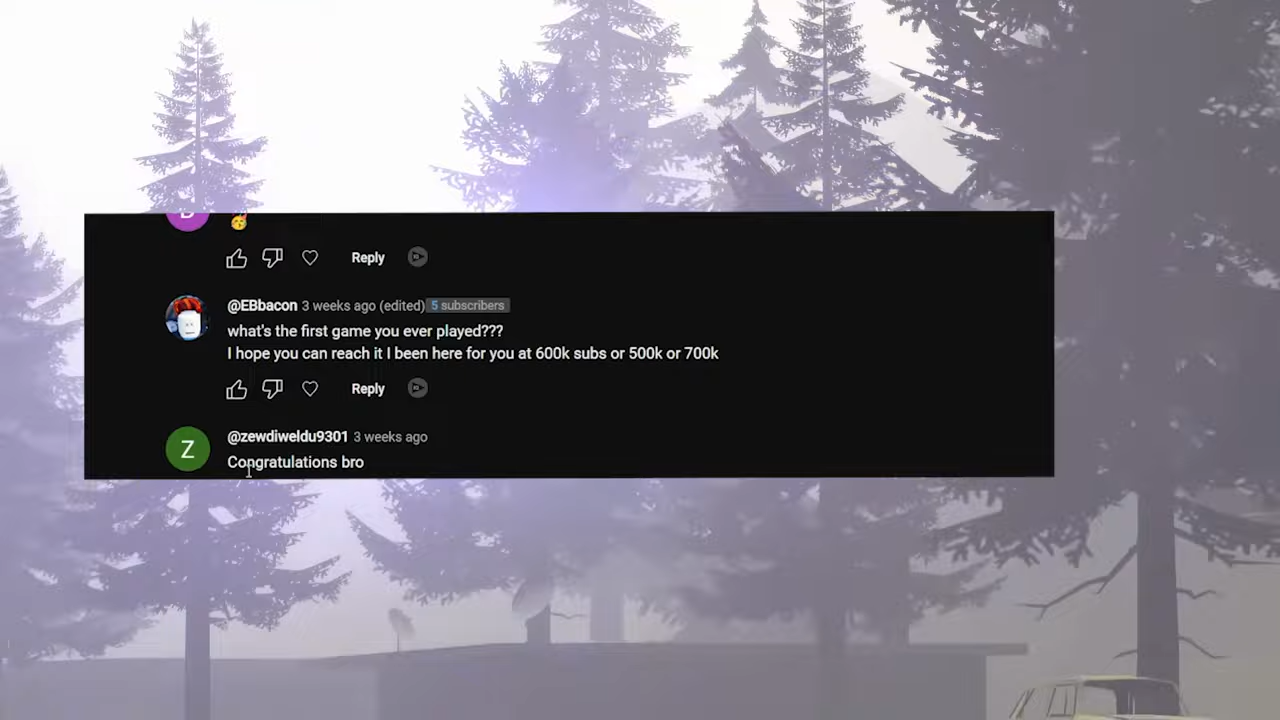 🥳
Reply
@EBbacon 3 weeks ago (edited) 5 subscribers
what's the first game you ever played???
I hope you can reach it I been here for you at 600k subs or 500k or 700k
Reply
Z
@zewdiweldu9301 3 weeks ago
Congratulations bro